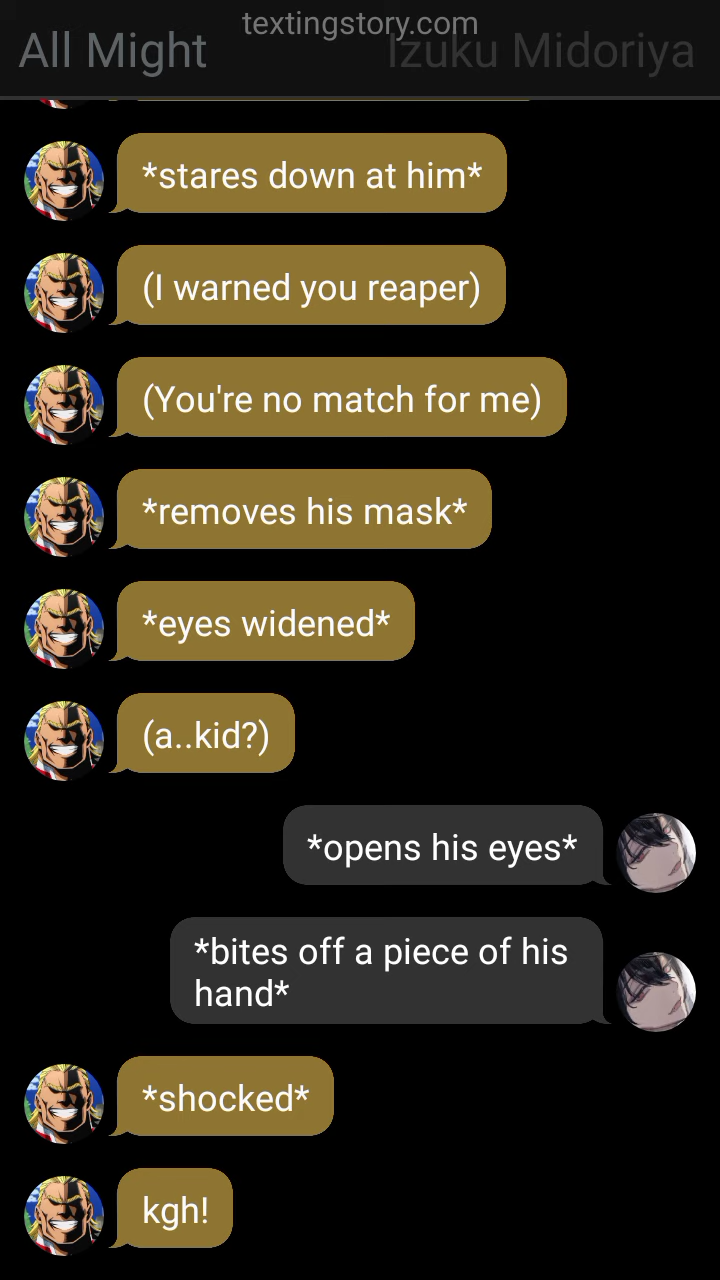 textingstory.com
All Might
Izuku Midoriya
*stares down at him*
(I warned you reaper)
(You're no match for me)
*removes his mask*
*eyes widened*
(a..kid?)
*opens his eyes*
*bites off a piece of his
hand*
*shocked*
kgh!